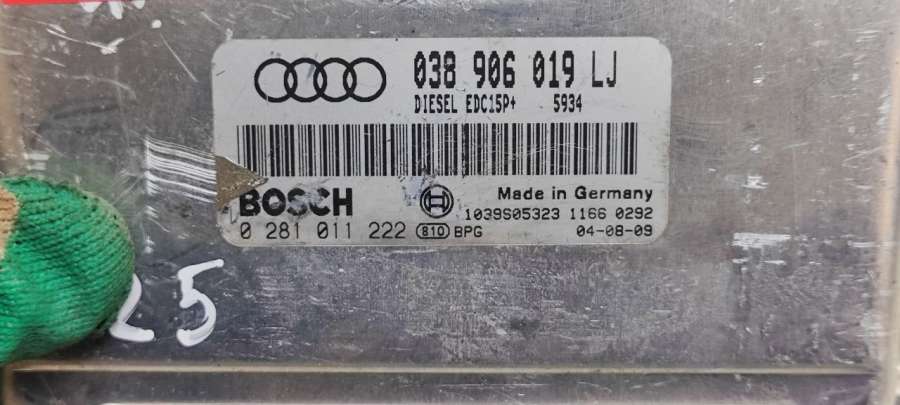 038 906 019 LJ
DIESEL EDC15P+ 5934
BOSCH
Made in Germany
1039S05323 1166 0292
0 281 011 222 810 BPG
04-08-09
25